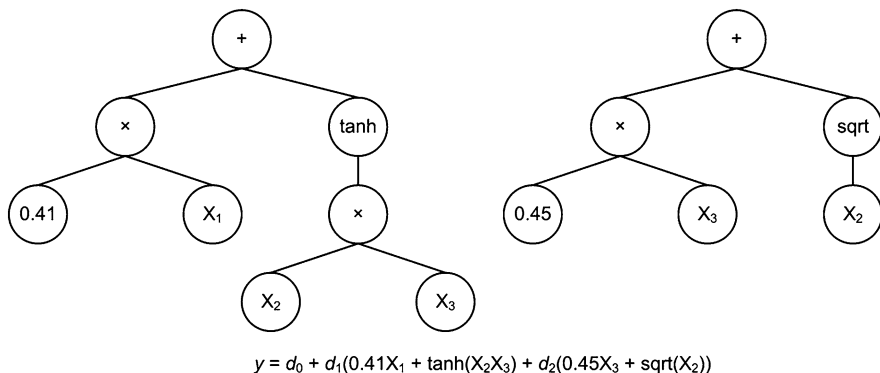 + +
× tanh × sqrt
0.41 X₁ × 0.45 X₃ X₂
X₂ X₃
y = d₀ + d₁(0.41X₁ + tanh(X₂X₃) + d₂(0.45X₃ + sqrt(X₂))